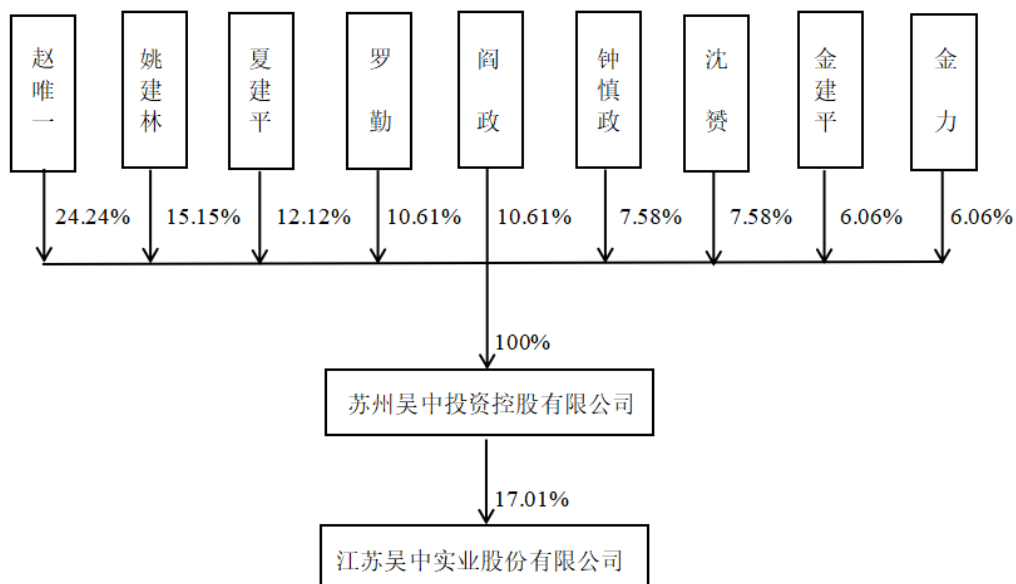 赵唯一
姚建林
夏建平
罗勤
阎政
钟慎政
沈赟
金建平
金力
24.24%
15.15%
12.12%
10.61%
10.61%
7.58%
7.58%
6.06%
6.06%
100%
苏州吴中投资控股有限公司
17.01%
江苏吴中实业股份有限公司